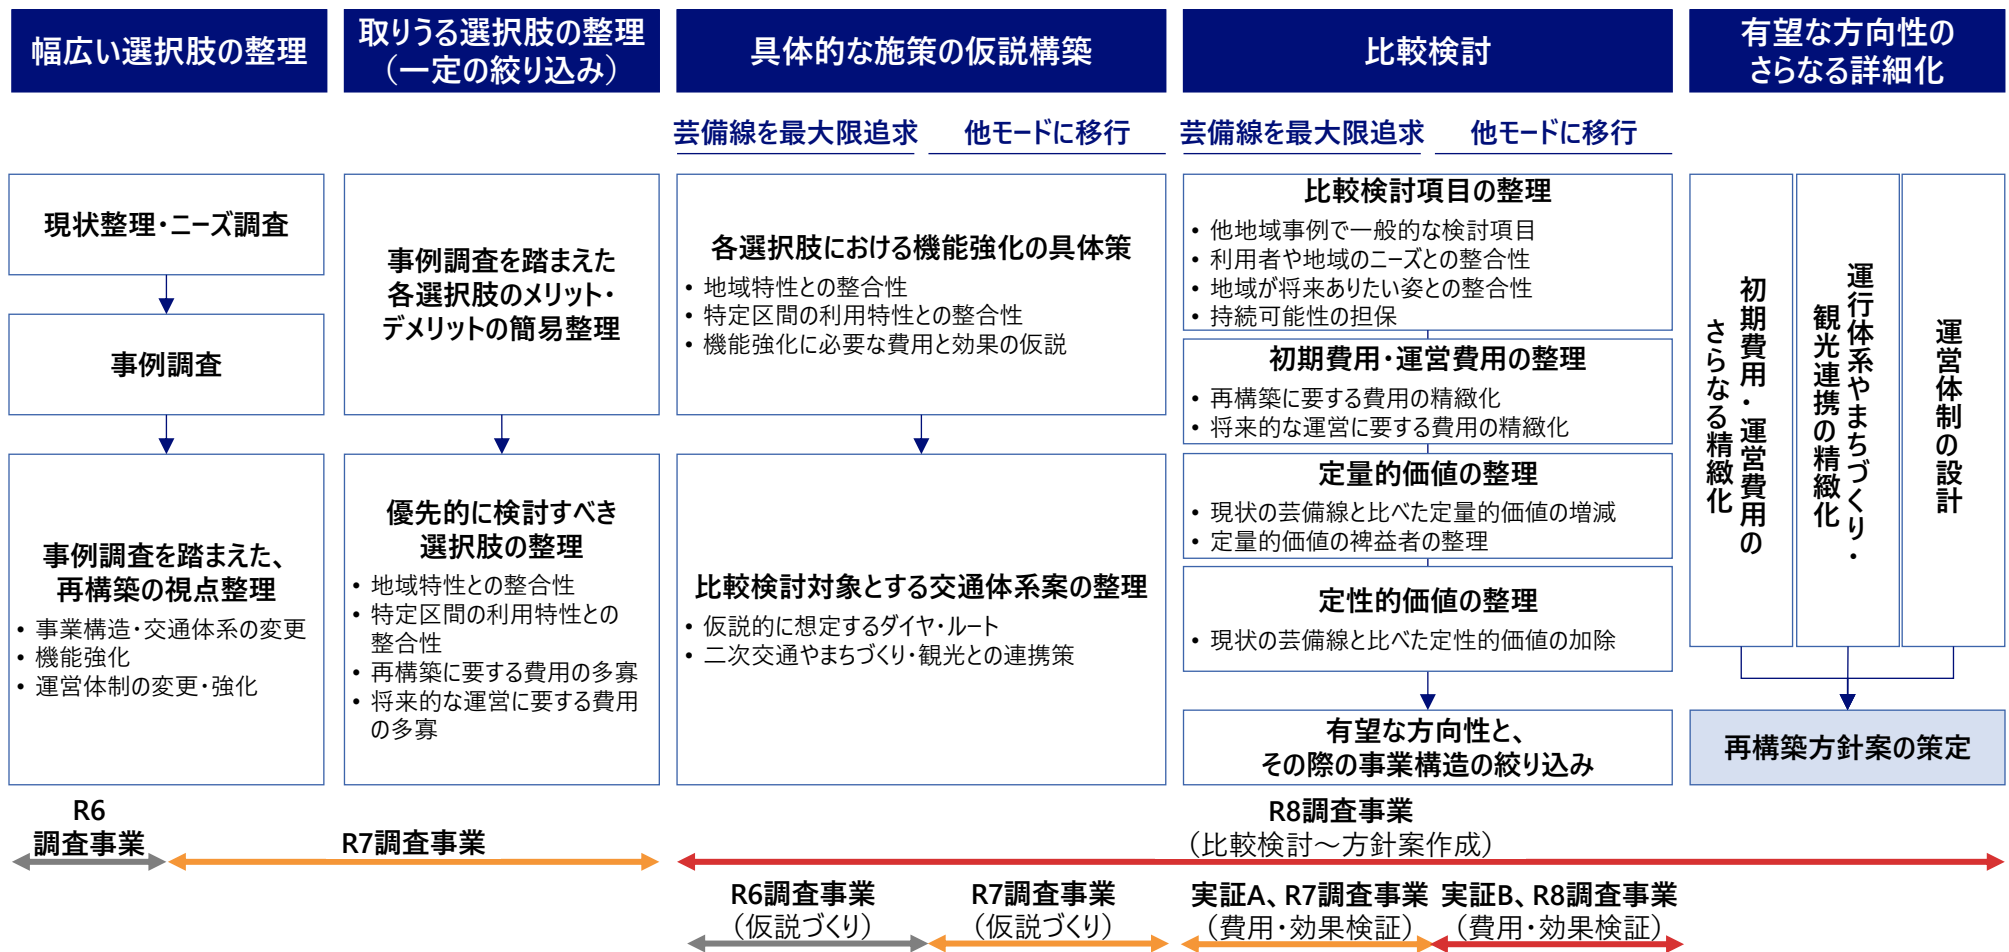 幅広い選択肢の整理
取りうる選択肢の整理
（一定の絞り込み）
具体的な施策の仮説構築
比較検討
有望な方向性の
さらなる詳細化
芸備線を最大限追求
他モードに移行
芸備線を最大限追求
他モードに移行
現状整理・ニーズ調査
事例調査
事例調査を踏まえた、
再構築の視点整理
• 事業構造・交通体系の変更
• 機能強化
• 運営体制の変更・強化
事例調査を踏まえた
各選択肢のメリット・
デメリットの簡易整理
優先的に検討すべき
選択肢の整理
• 地域特性との整合性
• 特定区間の利用特性との
整合性
• 再構築に要する費用の多寡
• 将来的な運営に要する費用
の多寡
各選択肢における機能強化の具体策
• 地域特性との整合性
• 特定区間の利用特性との整合性
• 機能強化に必要な費用と効果の仮説
比較検討対象とする交通体系案の整理
• 仮説的に想定するダイヤ・ルート
• 二次交通やまちづくり・観光との連携策
比較検討項目の整理
• 他地域事例で一般的な検討項目
• 利用者や地域のニーズとの整合性
• 地域が将来ありたい姿との整合性
• 持続可能性の担保
初期費用・運営費用の整理
• 再構築に要する費用の精緻化
• 将来的な運営に要する費用の精緻化
定量的価値の整理
• 現状の芸備線と比べた定量的価値の増減
• 定量的価値の裨益者の整理
定性的価値の整理
• 現状の芸備線と比べた定性的価値の加除
有望な方向性と、
その際の事業構造の絞り込み
初期費用・運営費用の
さらなる精緻化
運行体系やまちづくり・
観光連携の精緻化
運営体制の設計
再構築方針案の策定
R6
調査事業
R7調査事業
R8調査事業
（比較検討～方針案作成）
R6調査事業
（仮説づくり）
R7調査事業
（仮説づくり）
実証A、R7調査事業
（費用・効果検証）
実証B、R8調査事業
（費用・効果検証）